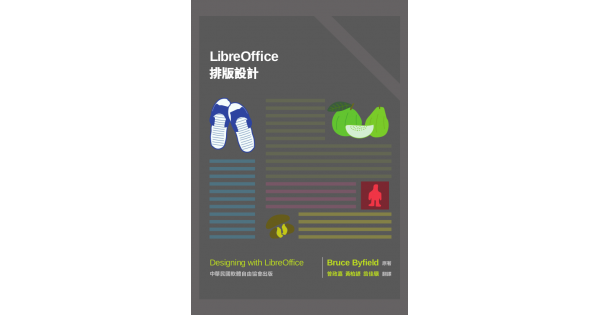 LibreOffice
排版設計
Designing with LibreOffice
中華民國軟體自由協會出版
Bruce Byfield 原著
翻譯